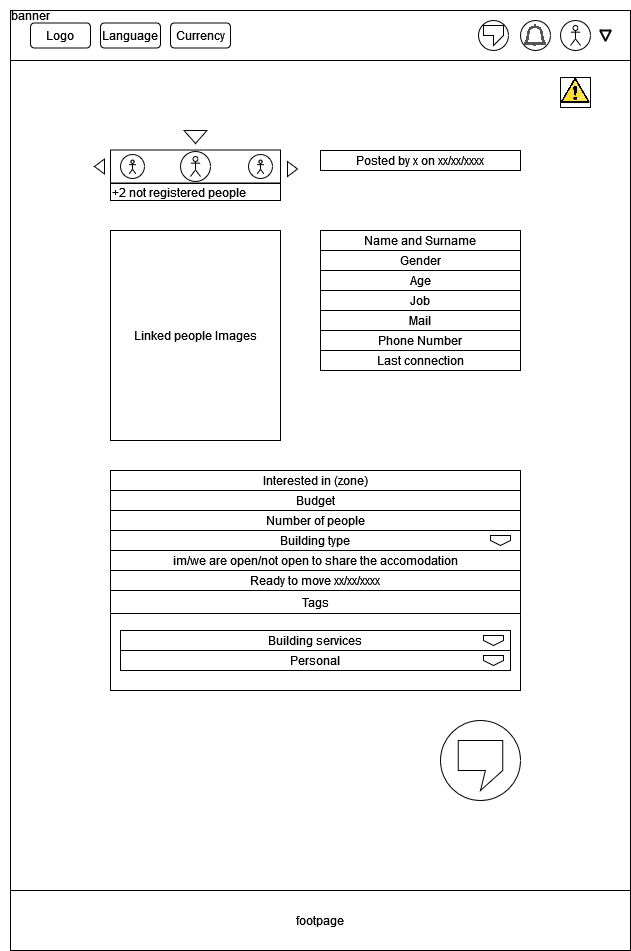 banner
Logo
Language
Currency
Posted by x on xx/xx/xxxx
+2 not registered people
Linked people Images
Name and Surname
Gender
Age
Job
Mail
Phone Number
Last connection
Interested in (zone)
Budget
Number of people
Building type
im/we are open/not open to share the accomodation
Ready to move xx/xx/xxxx
Tags
Building services
Personal
footpage